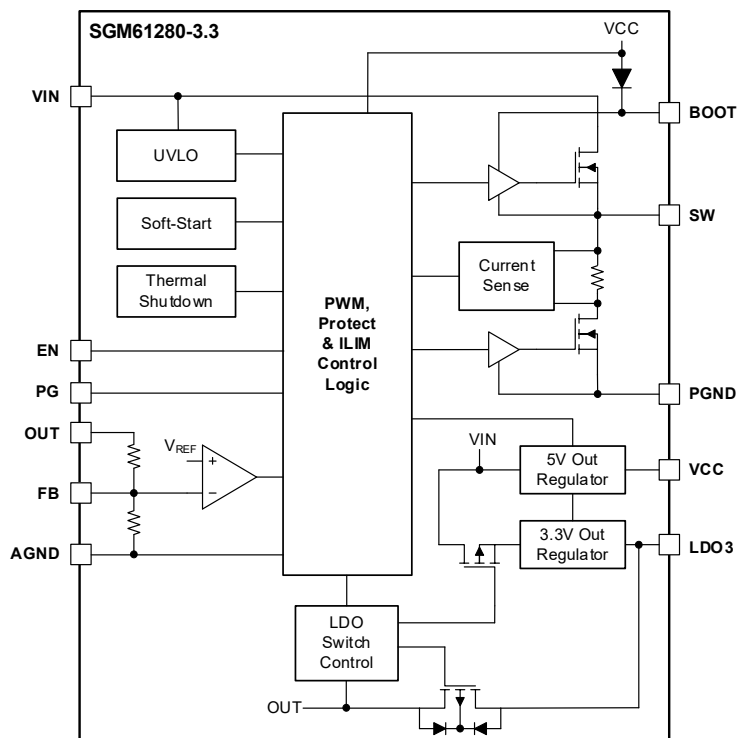 SGM61280-3.3
VCC
VIN
BOOT
UVLO
SW
Soft-Start
Current
Sense
Thermal
Shutdown
PWM,
Protect
& ILIM
Control
Logic
EN
PG
PGND
OUT
VREF
+
−
FB
AGND
VIN
5V Out
Regulator
VCC
3.3V Out
Regulator
LDO3
LDO
Switch
Control
OUT